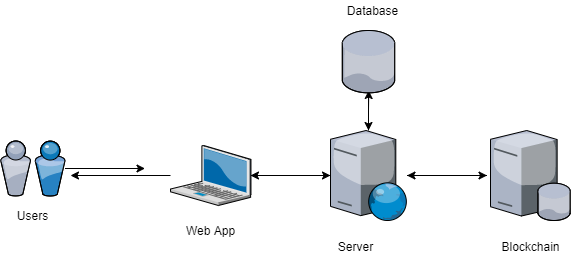 Database
Users
Web App
Server
Blockchain